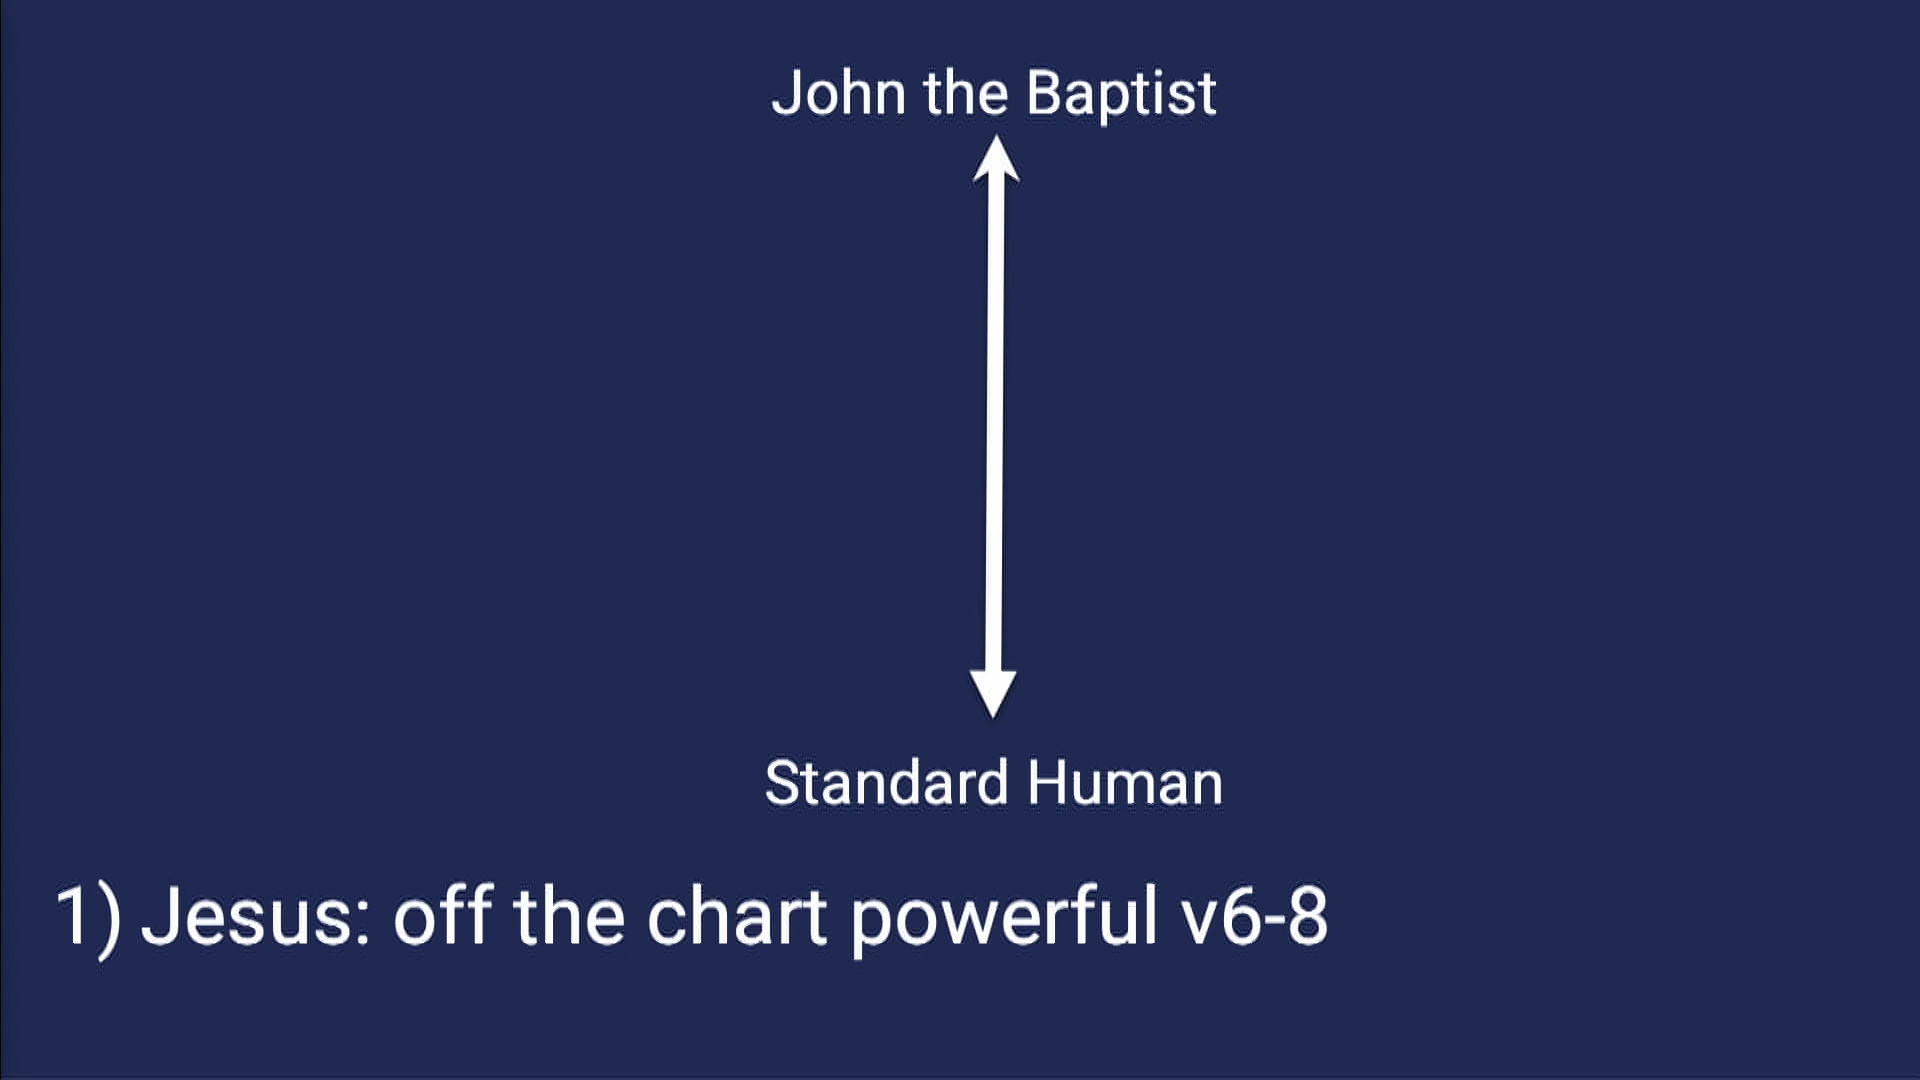 John the Baptist
Standard Human
1) Jesus: off the chart powerful v6-8